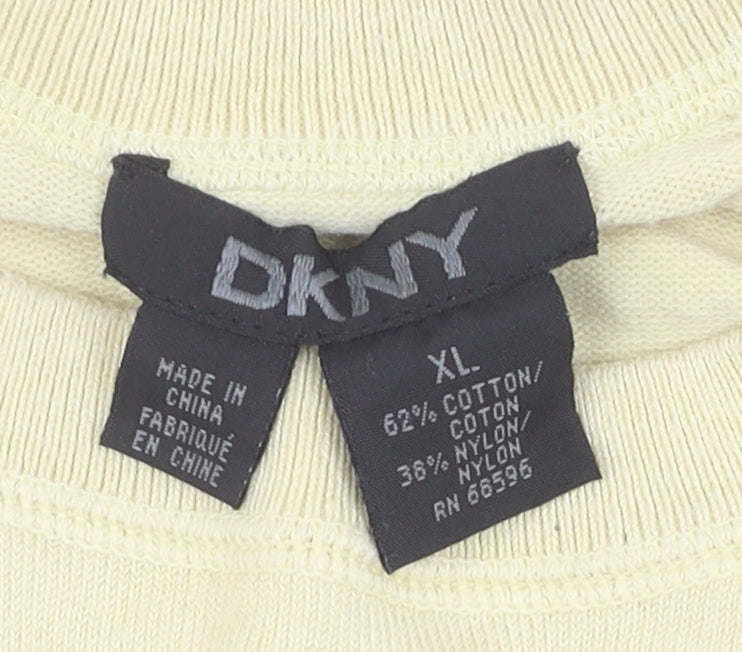 DKNY
MADE IN
CHINA
FABRIQUÉ
EN CHINE
XL
62% COTTON/
COTON
38% NYLON/
NYLON
RN 66596